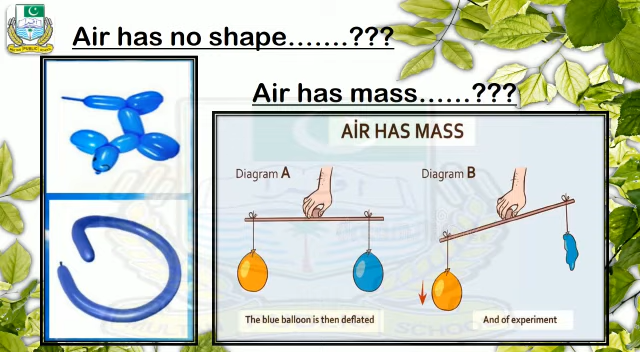 Air has no shape.......???
Air has mass......???
AİR HAS MASS
Diagram A
Diagram B
The blue balloon is then deflated
And of experiment